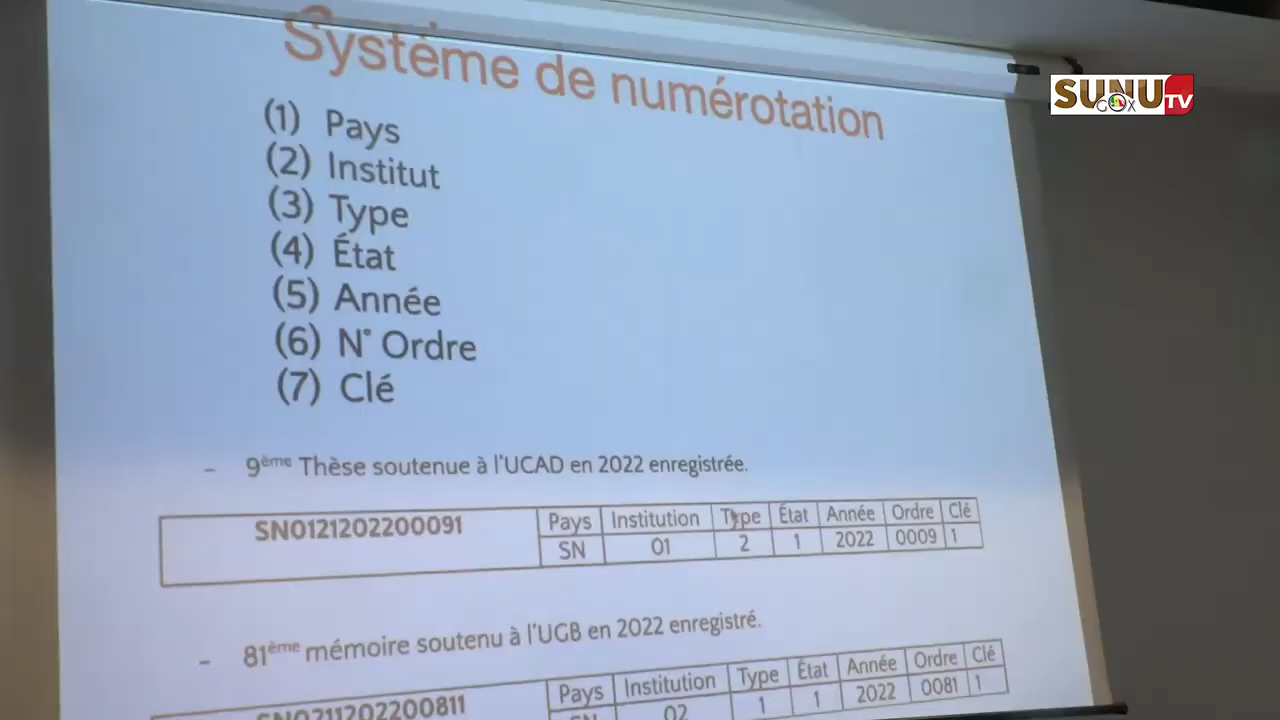 Système de numérotation
SUNU GOX TV
(1) Pays
(2) Institut
(3) Type
(4) État
(5) Année
(6) N° Ordre
(7) Clé
- 9ème Thèse soutenue à l'UCAD en 2022 enregistrée.
SN0121202200091 Pays Institution Type État Année Ordre Clé
SN 01 2 1 2022 0009 1
- 81ème mémoire soutenu à l'UGB en 2022 enregistré.
SN0211202200811 Pays Institution Type État Année Ordre Clé
SN 02 1 1 2022 0081 1